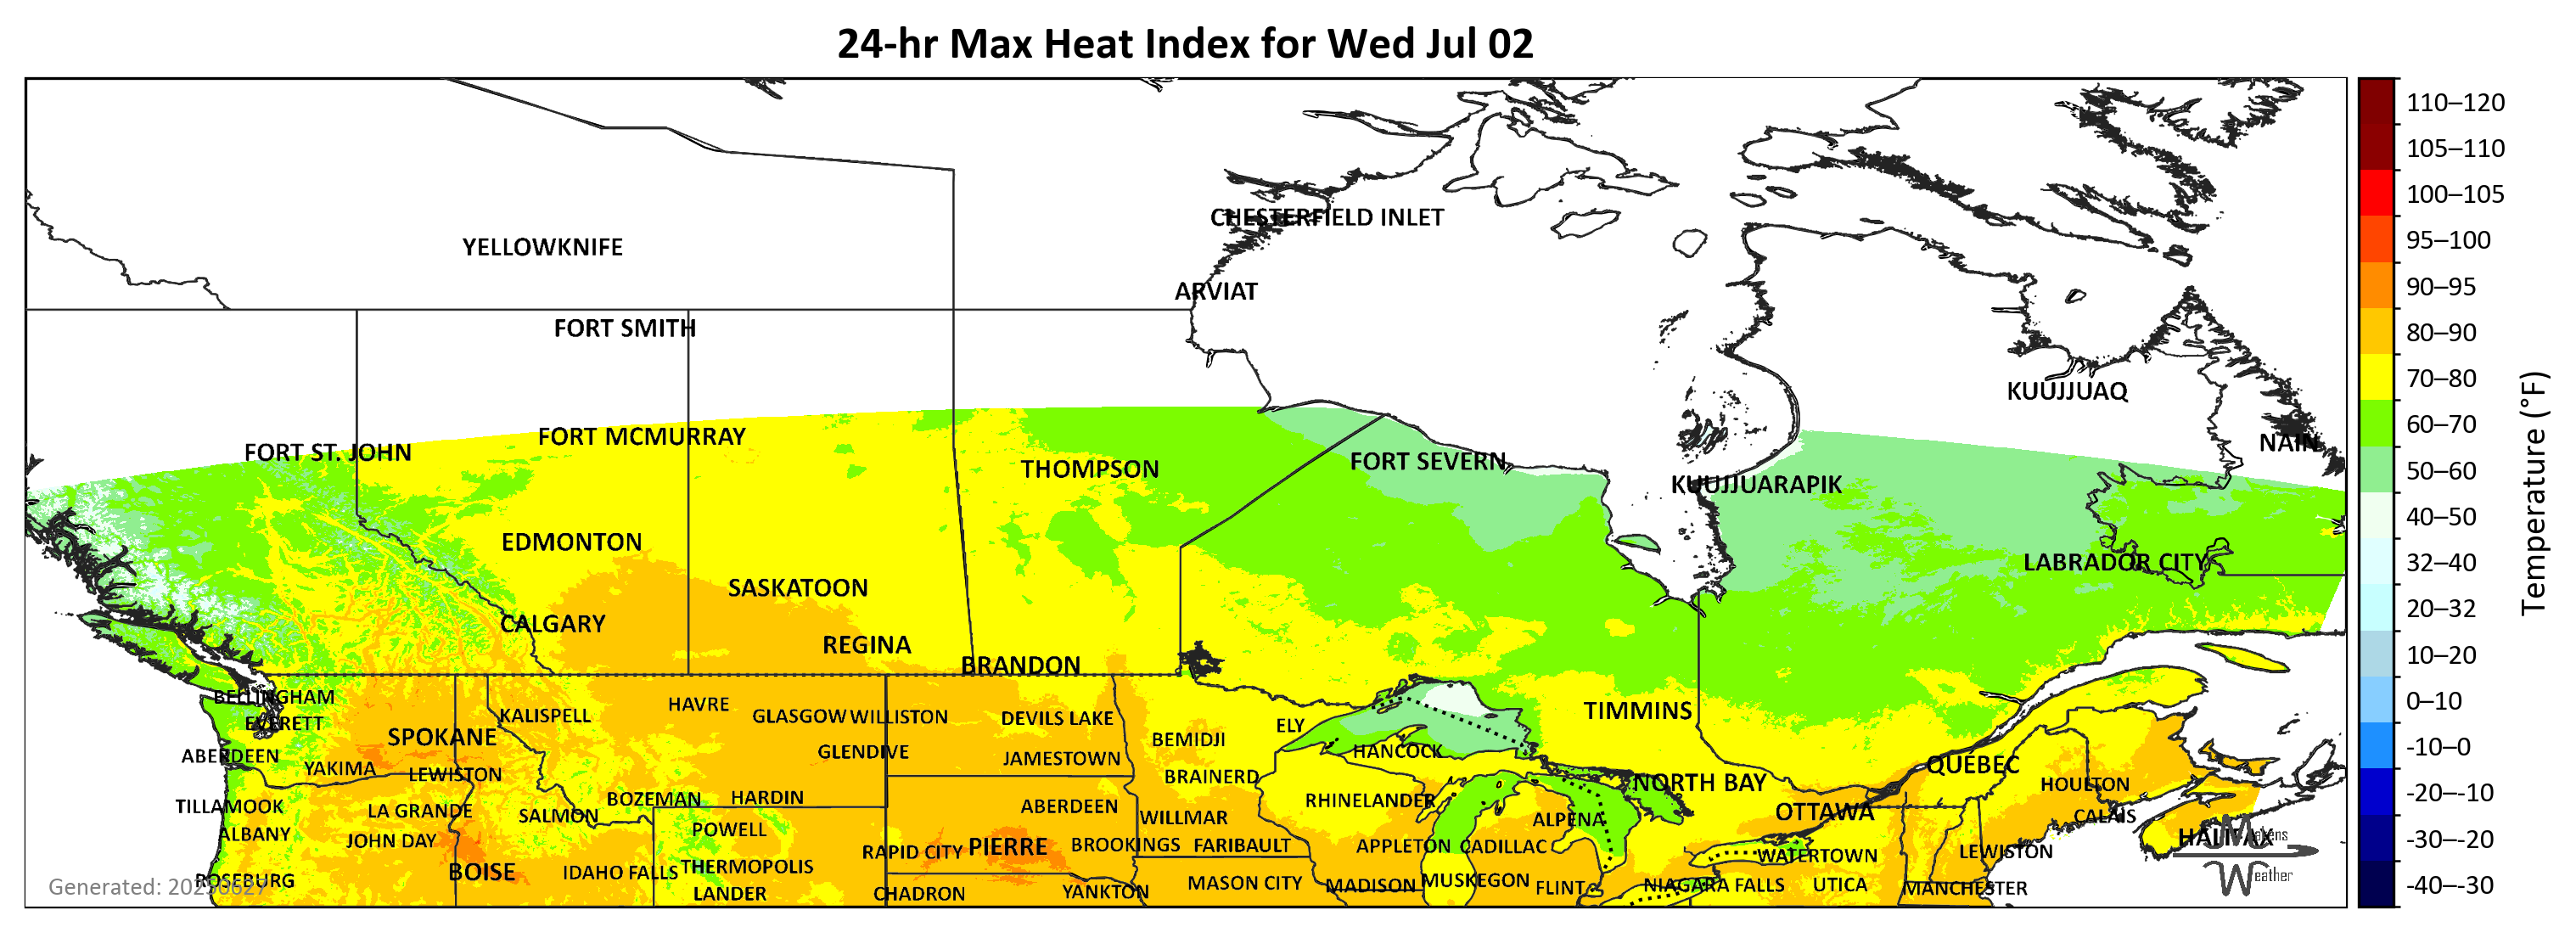 24-hr Max Heat Index for Wed Jul 02
110–120
105–110
CHESTERFIELD INLET
100–105
YELLOWKNIFE
95–100
ARVIAT
90–95
FORT SMITH
80–90
KUUJJUAQ
70–80
FORT MCMURRAY
60–70
FORT ST. JOHN
NAIN
THOMPSON
FORT SEVERN
50–60
KUUJJUARAPIK
40–50
EDMONTON
LABRADOR CITY
32–40
SASKATOON
20–32
CALGARY
REGINA
10–20
BRANDON
BELLINGHAM
HAVRE
0–10
KALISPELL
GLASGOW WILLISTON
DEVILS LAKE
TIMMINS
EVERETT
ELY
SPOKANE
BEMIDJI
-10–0
ABERDEEN
GLENDIVE
JAMESTOWN
HANCOCK
QUÉBEC
YAKIMA
LEWISTON
BRAINERD
NORTH BAY
HOULTON
-20–-10
TILLAMOOK
LA GRANDE
SALMON
BOZEMAN
HARDIN
ABERDEEN
RHINELANDER
OTTAWA
CALAIS
WILLMAR
ALPENA
ALBANY
JOHN DAY
POWELL
-30–-20
HALIFAX
Makens
Weather
RAPID CITY
PIERRE
BROOKINGS
FARIBAULT
APPLETON
CADILLAC
WATERTOWN
LEWISTON
BOISE
IDAHO FALLS
THERMOPOLIS
ROSEBURG
Generated: 20250627
LANDER
CHADRON
YANKTON
MASON CITY
MADISON
MUSKEGON
FLINT
NIAGARA FALLS
UTICA
MANCHESTER
-40–-30
Temperature (°F)